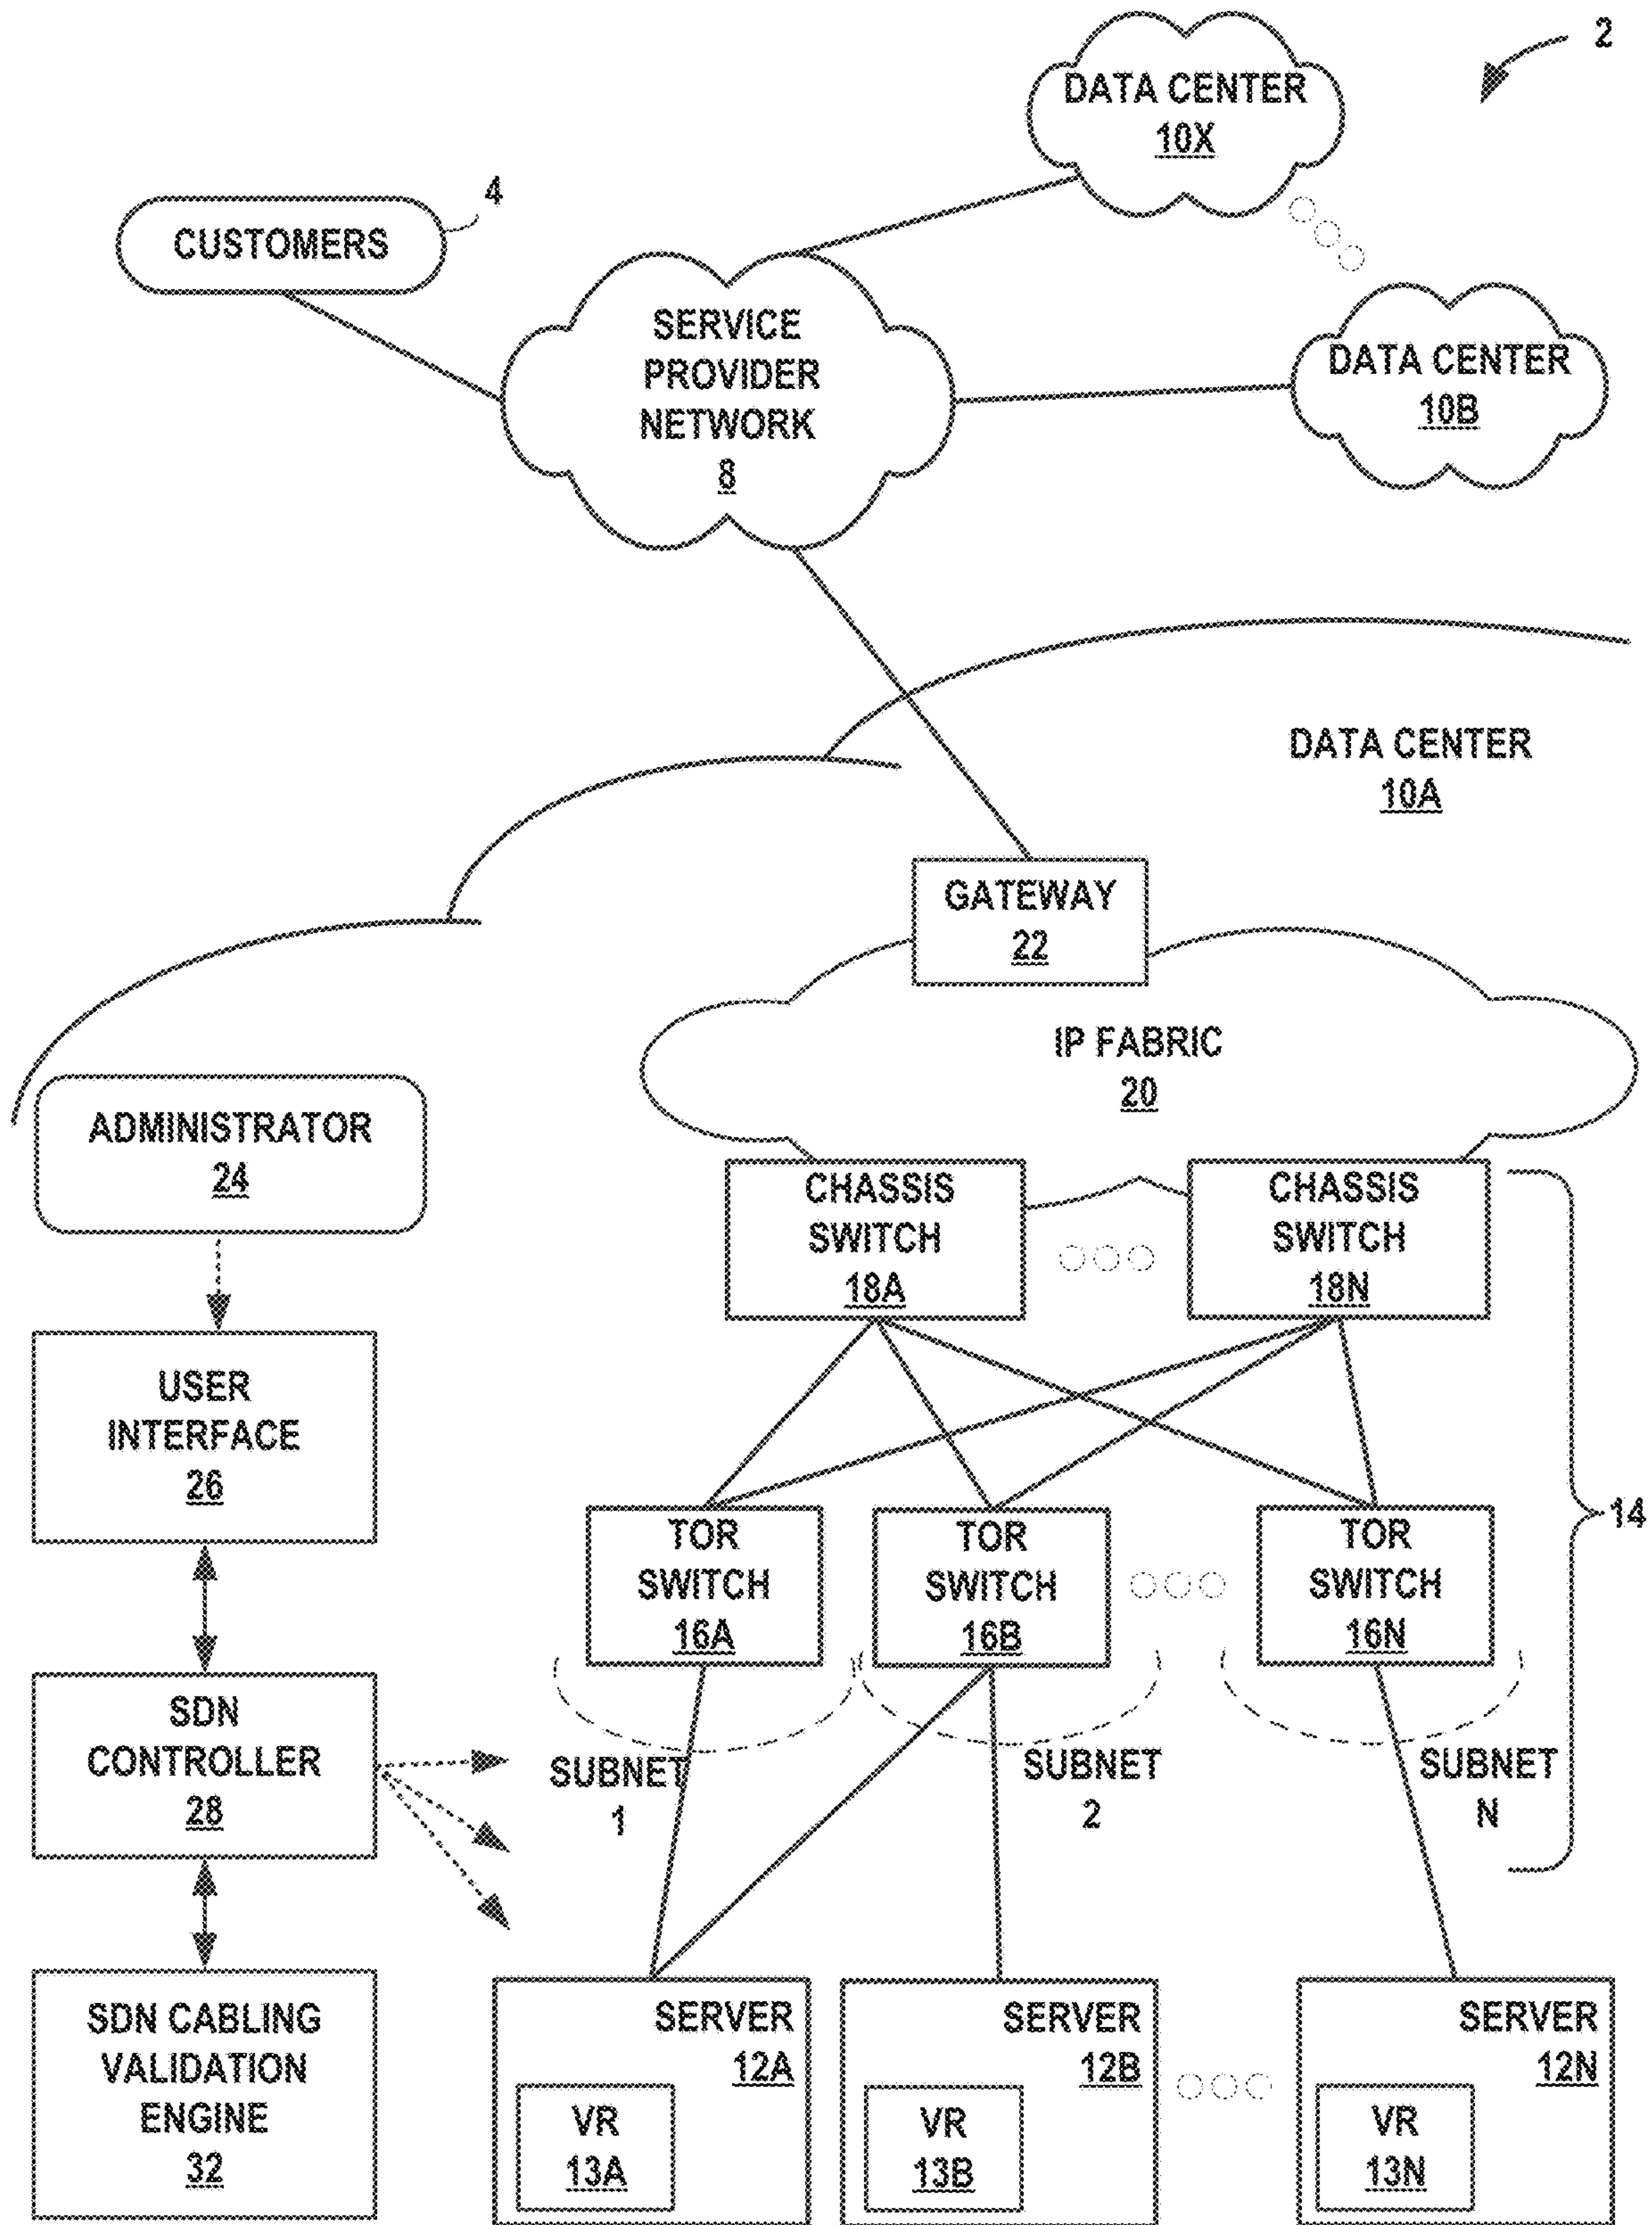 2
DATA CENTER
10X
4
CUSTOMERS
SERVICE
PROVIDER
NETWORK
8
DATA CENTER
10B
DATA CENTER
10A
GATEWAY
22
IP FABRIC
20
ADMINISTRATOR
24
CHASSIS
SWITCH
18A
CHASSIS
SWITCH
18N
USER
INTERFACE
26
14
TOR
SWITCH
16A
TOR
SWITCH
16B
TOR
SWITCH
16N
SDN
CONTROLLER
28
SUBNET
1
SUBNET
2
SUBNET
N
SDN CABLING
VALIDATION
ENGINE
32
SERVER
12A
VR
13A
SERVER
12B
VR
13B
SERVER
12N
VR
13N